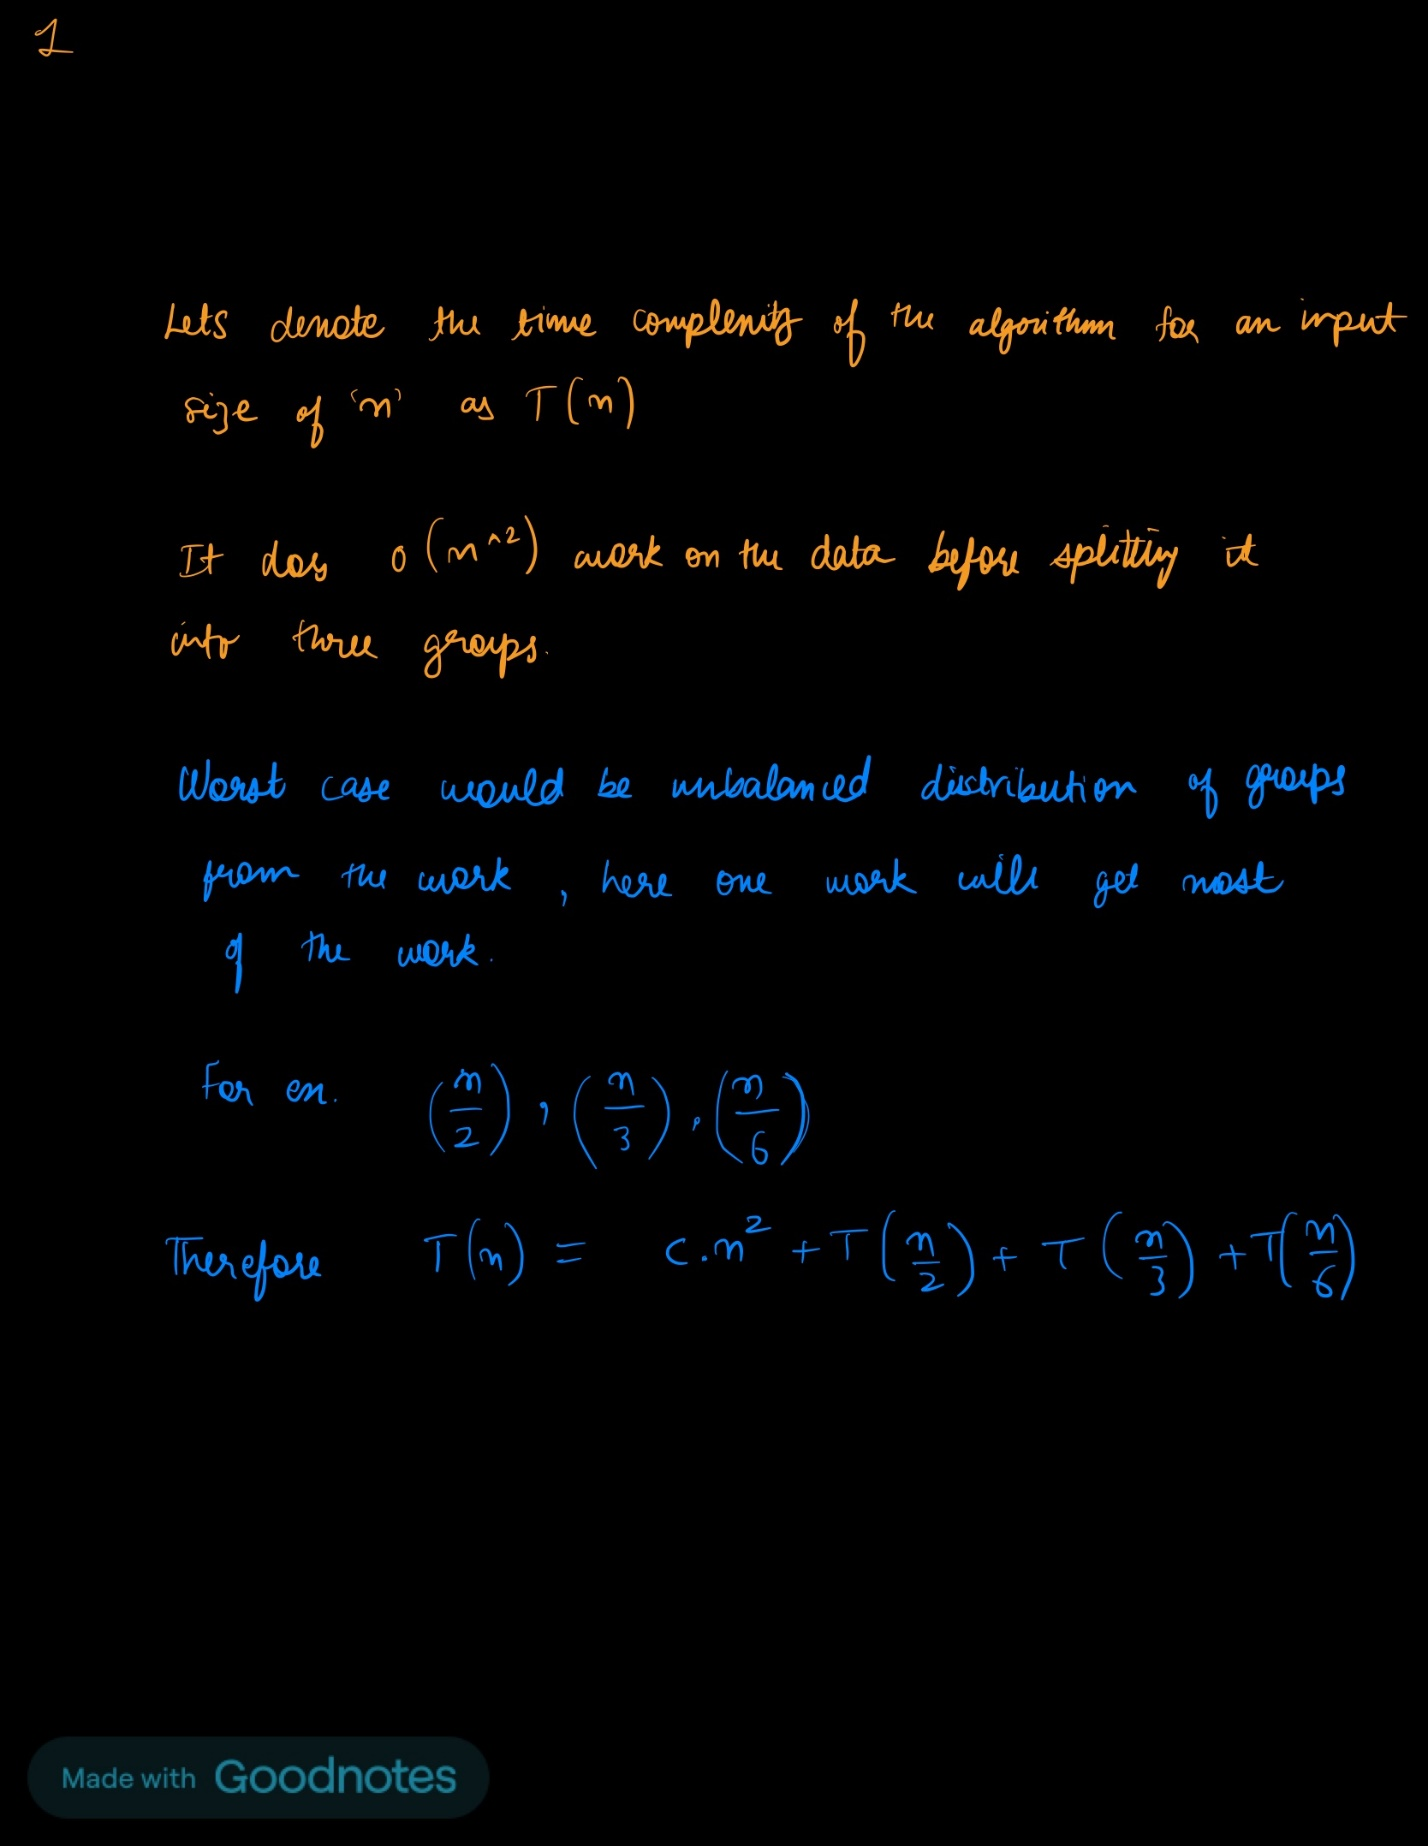 1
Lets denote the time complexity of the algorithm for an input
size of 'n' as T(n)
It does O(n^2) work on the data before splitting it
into three groups.
Worst case would be unbalanced distribution of groups
from the work, here one work will get most
of the work.
For ex. (n/2), (n/3), (n/6)
Therefore T(n) = c.n² + T(n/2) + T(n/3) + T(n/6)
Made with Goodnotes